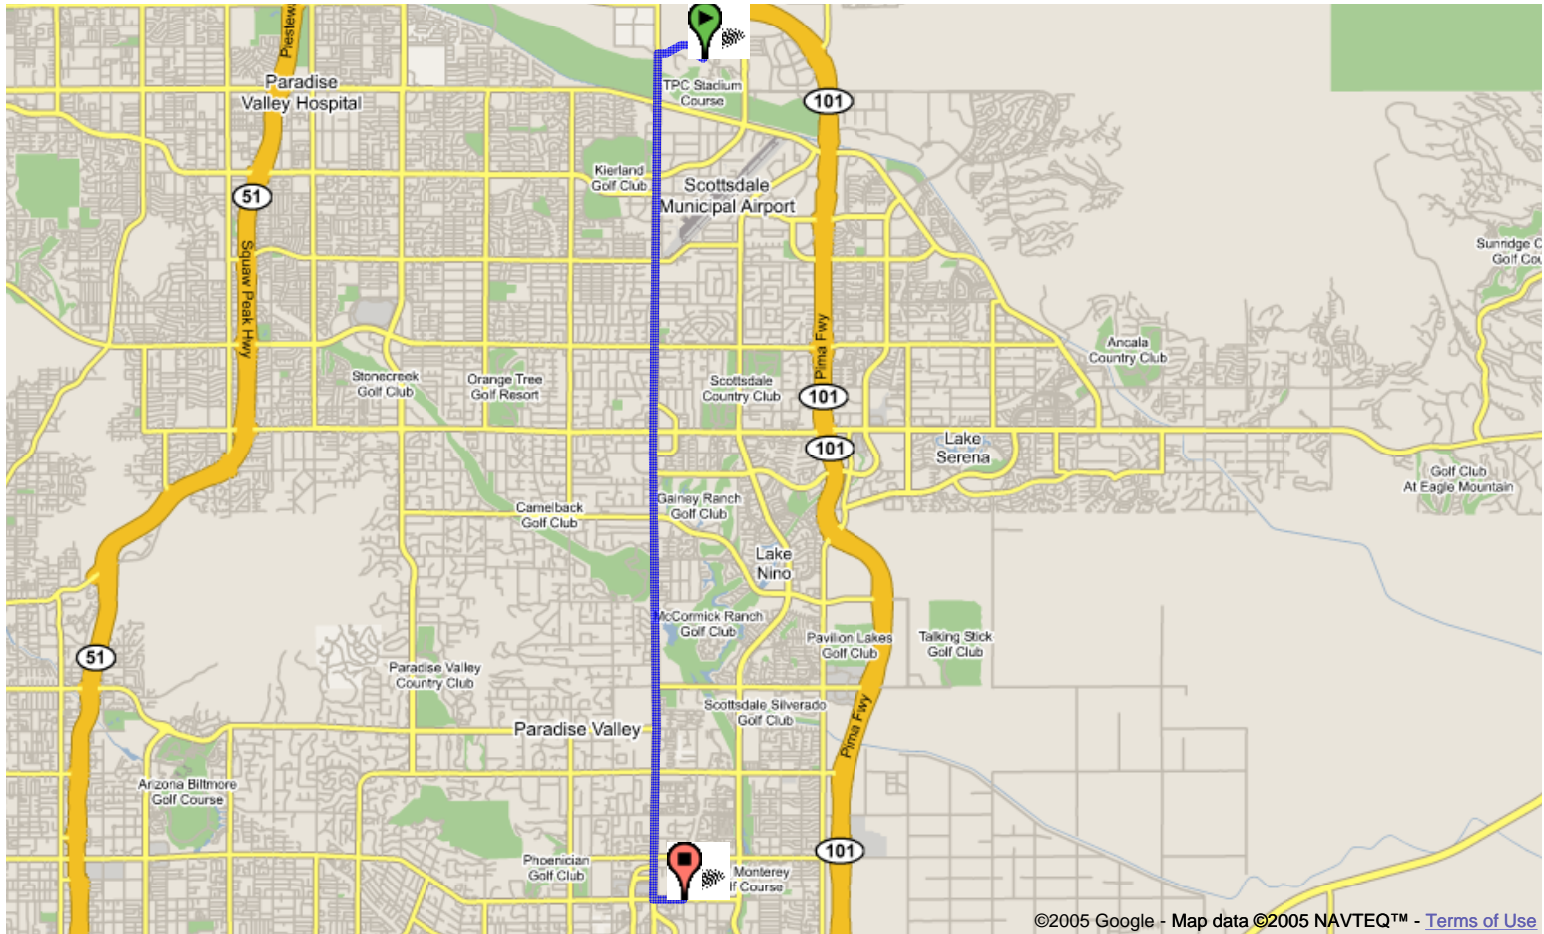 Piestewa
Paradise
Valley Hospital
TPC Stadium
Course
101
Kierland
Golf Club
Scottsdale
Municipal Airport
51
Squaw Peak Hwy
Sunridge C
Golf Cou
Pima Fwy
Ancala
Country Club
Stonecreek
Golf Club
Orange Tree
Golf Resort
Scottsdale
Country Club
101
101
Lake
Serena
Golf Club
At Eagle Mountain
Gainey Ranch
Golf Club
Camelback
Golf Club
Lake
Nino
McCormick Ranch
Golf Club
Pavilion Lakes
Golf Club
Talking Stick
Golf Club
51
Paradise Valley
Country Club
Scottsdale Silverado
Golf Club
Paradise Valley
Pima Fwy
Arizona Biltmore
Golf Course
101
Phoenician
Golf Club
Monterey
lf Course
©2005 Google - Map data ©2005 NAVTEQ™ - Terms of Use